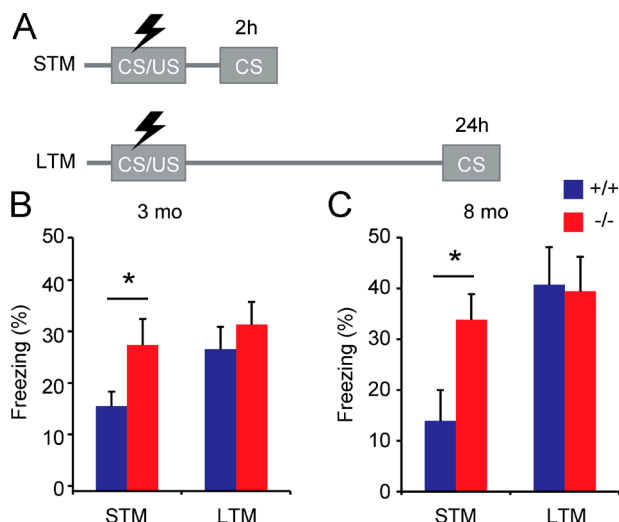 A
2h
STM
CS/US
CS
24h
LTM
CS/US
CS
+/+
-/-
B
3 mo
C
8 mo
Freezing (%)
50
40
30
20
10
0
*
STM
LTM
Freezing (%)
50
40
30
20
10
0
*
STM
LTM